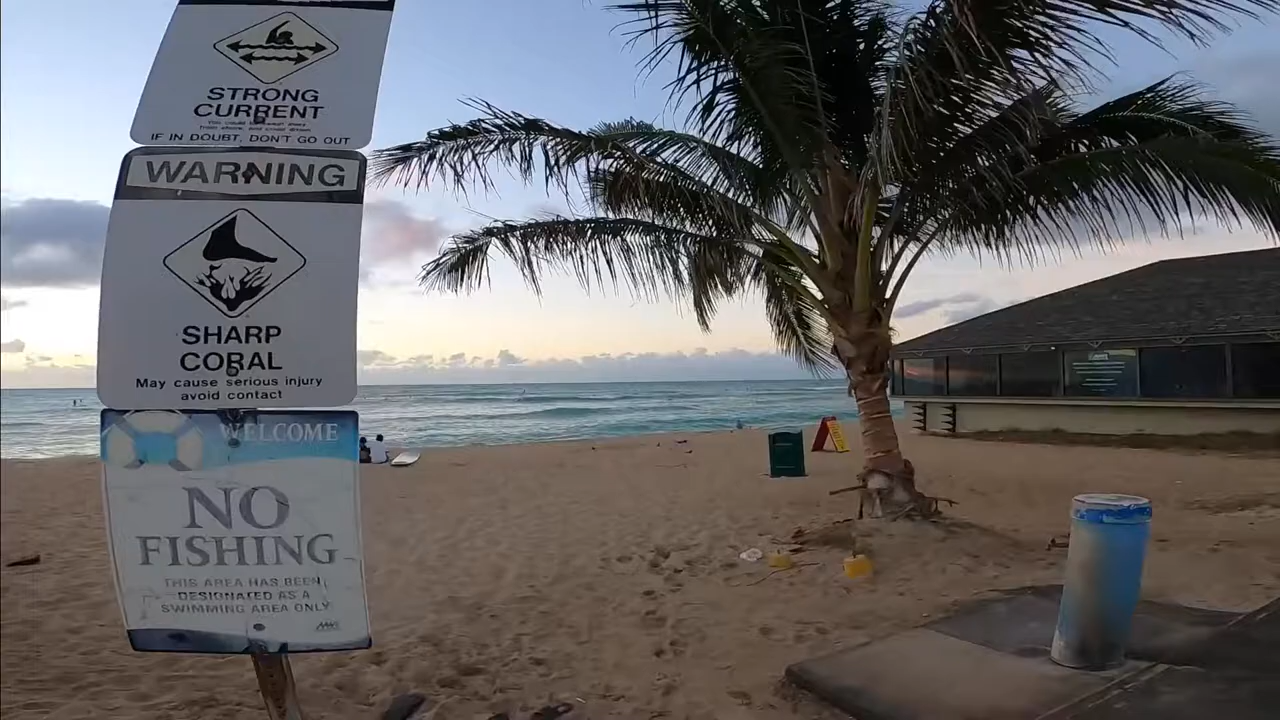 STRONG
CURRENT
IF IN DOUBT, DON'T GO OUT
WARNING
SHARP
CORAL
May cause serious injury
avoid contact
WELCOME
NO
FISHING
THIS AREA HAS BEEN
DESIGNATED AS A
SWIMMING AREA ONLY